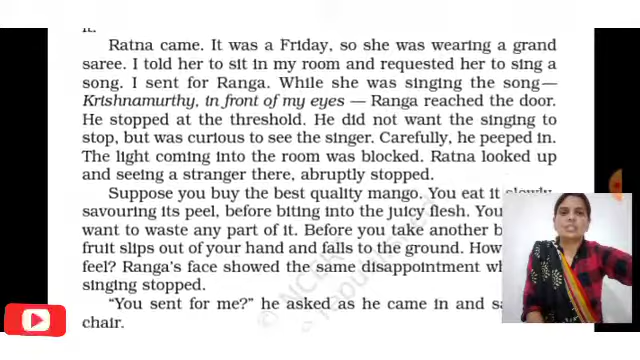 it.
Ratna came. It was a Friday, so she was wearing a grand
saree. I told her to sit in my room and requested her to sing a
song. I sent for Ranga. While she was singing the song—
Krishnamurthy, in front of my eyes — Ranga reached the door.
He stopped at the threshold. He did not want the singing to
stop, but was curious to see the singer. Carefully, he peeped in.
The light coming into the room was blocked. Ratna looked up
and seeing a stranger there, abruptly stopped.
Suppose you buy the best quality mango. You eat it slowly,
savouring its peel, before biting into the juicy flesh. You
want to waste any part of it. Before you take another
fruit slips out of your hand and falls to the ground. How
feel? Ranga's face showed the same disappointment
singing stopped.
"You sent for me?" he asked as he came in and
chair.
© NCERT
republished